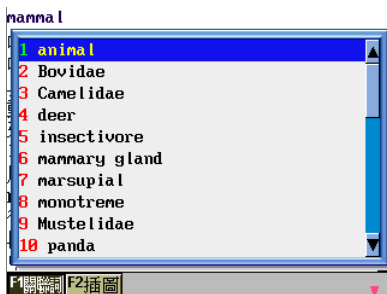 mammal
1 animal
2 Bovidae
3 Camelidae
4 deer
5 insectivore
6 mammary gland
7 marsupial
8 monotreme
9 Mustelidae
10 panda
F1關聯詞 F2插圖